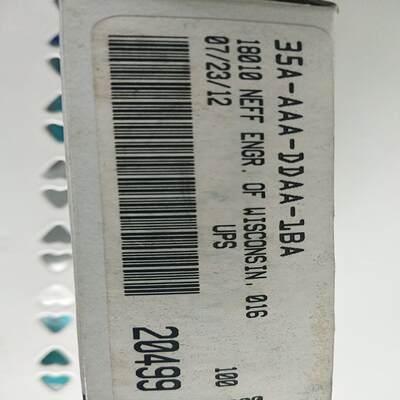 35A-AAA-DDAA-1BA
18010 NEFF ENGR. OF WISCONSIN, 016
07/23/12
UPS
100
20499